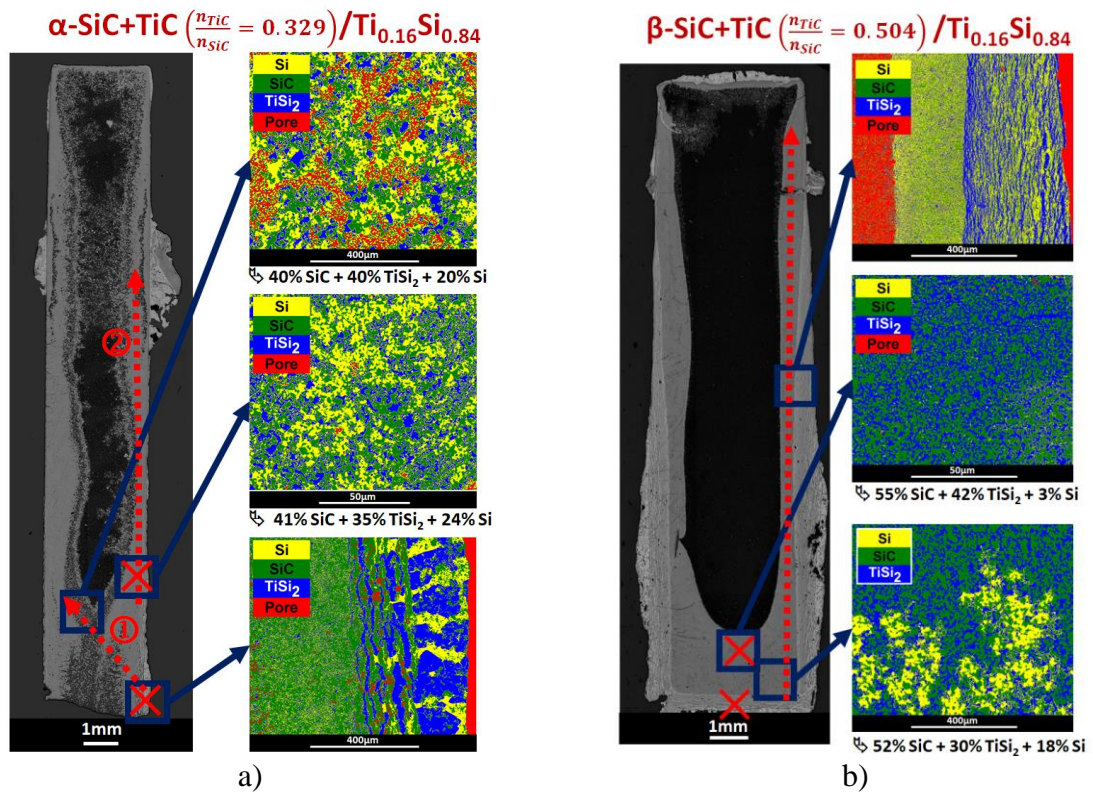 α-SiC+TiC (n_TiC/n_SiC = 0.329)/Ti₀.₁₆Si₀.₈₄
Si
SiC
TiSi₂
Pore
400µm
↳ 40% SiC + 40% TiSi₂ + 20% Si
②
Si
SiC
TiSi₂
Pore
50µm
↳ 41% SiC + 35% TiSi₂ + 24% Si
①
Si
SiC
TiSi₂
Pore
400µm
1mm
a)
β-SiC+TiC (n_TiC/n_SiC = 0.504) /Ti₀.₁₆Si₀.₈₄
Si
SiC
TiSi₂
Pore
400µm
Si
SiC
TiSi₂
Pore
50µm
↳ 55% SiC + 42% TiSi₂ + 3% Si
Si
SiC
TiSi₂
400µm
↳ 52% SiC + 30% TiSi₂ + 18% Si
1mm
b)